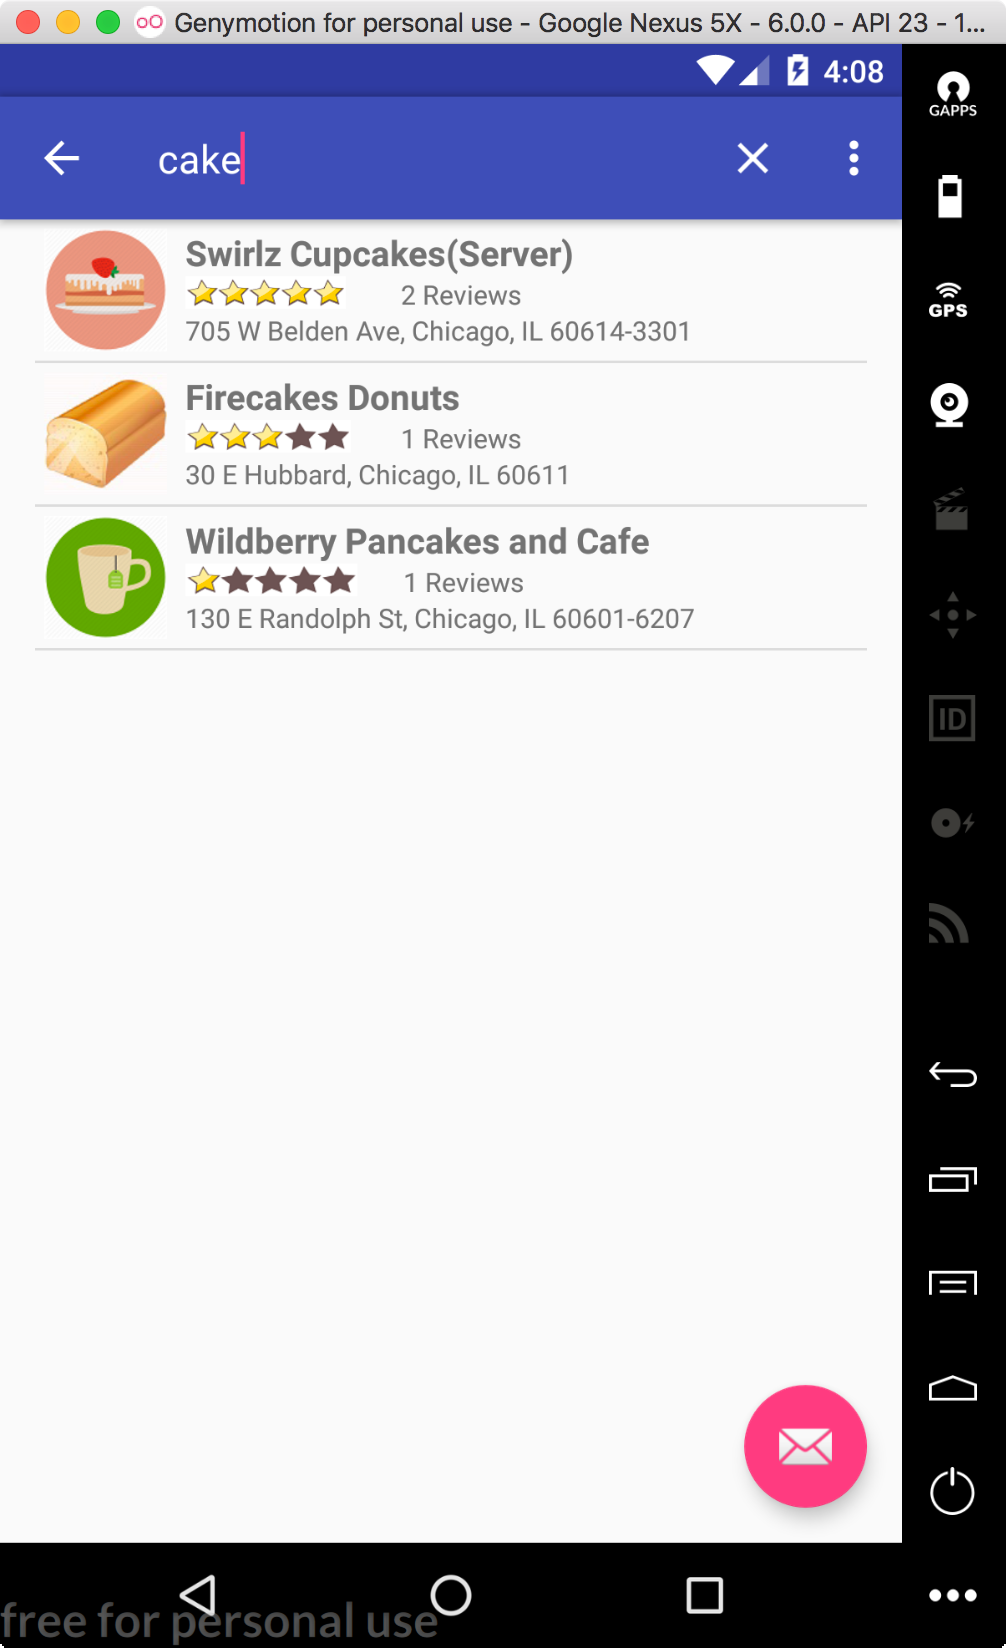 Genymotion for personal use - Google Nexus 5X - 6.0.0 - API 23 - 1...
4:08
GAPPS
cake
GPS
Swirlz Cupcakes(Server)
2 Reviews
705 W Belden Ave, Chicago, IL 60614-3301
Firecakes Donuts
1 Reviews
30 E Hubbard, Chicago, IL 60611
Wildberry Pancakes and Cafe
1 Reviews
130 E Randolph St, Chicago, IL 60601-6207
ID
free for personal use